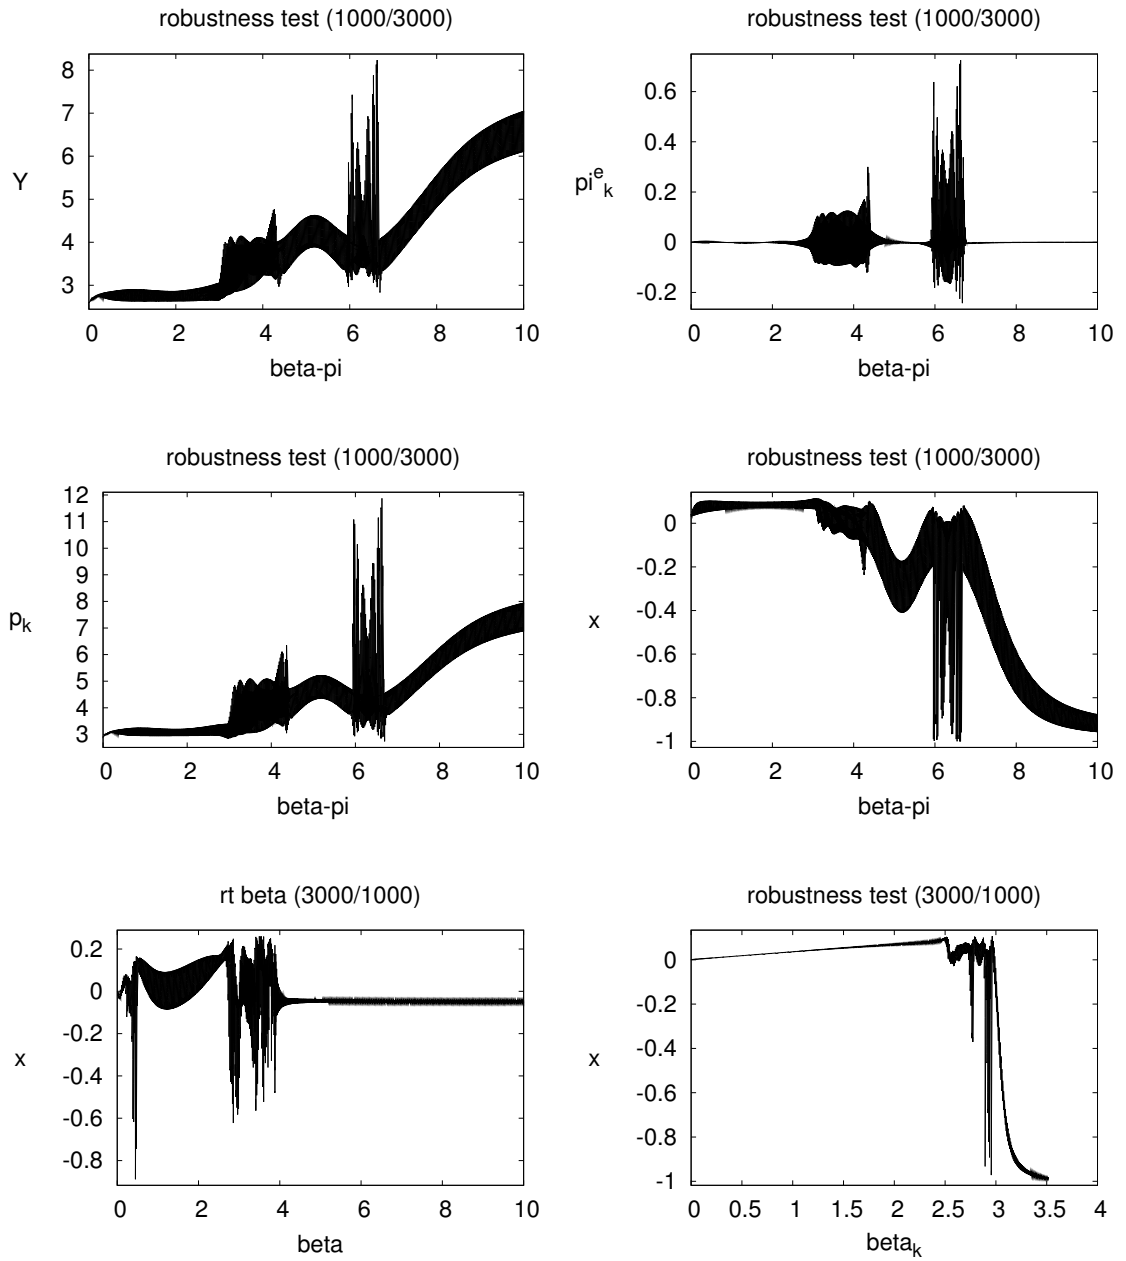 robustness test (1000/3000)
Y
8
7
6
5
4
3
0 2 4 6 8 10
beta-pi
robustness test (1000/3000)
pi^e_k
0.6
0.4
0.2
0
-0.2
0 2 4 6 8 10
beta-pi
robustness test (1000/3000)
p_k
12
11
10
9
8
7
6
5
4
3
0 2 4 6 8 10
beta-pi
robustness test (1000/3000)
x
0
-0.2
-0.4
-0.6
-0.8
-1
0 2 4 6 8 10
beta-pi
rt beta (3000/1000)
x
0.2
0
-0.2
-0.4
-0.6
-0.8
0 2 4 6 8 10
beta
robustness test (3000/1000)
x
0
-0.2
-0.4
-0.6
-0.8
-1
0 0.5 1 1.5 2 2.5 3 3.5 4
beta_k